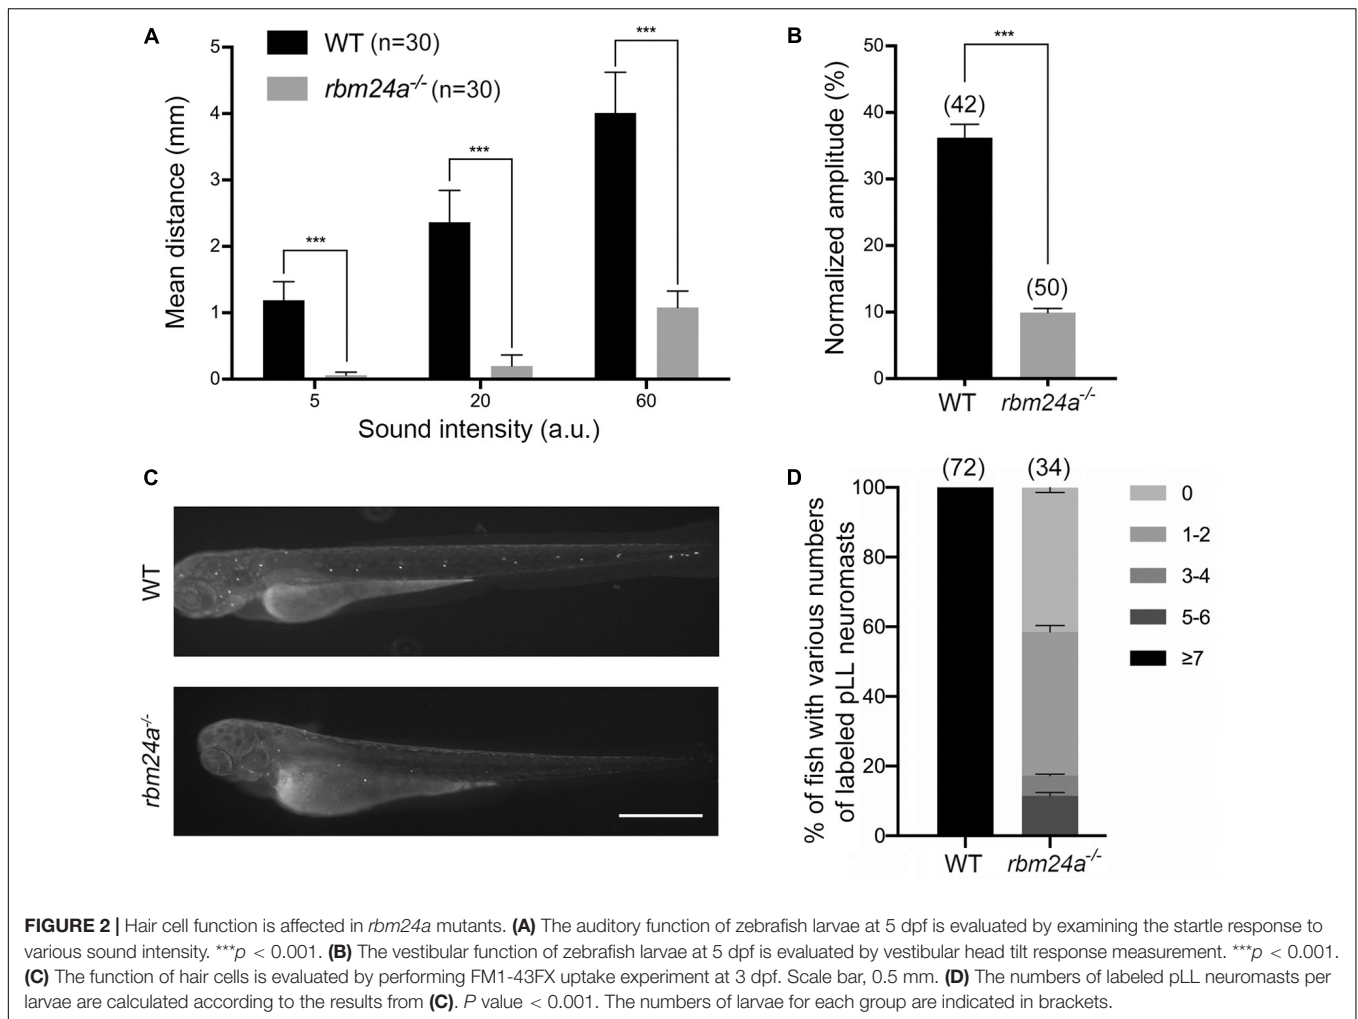 A
5
4
3
2
1
0
Mean distance (mm)
WT (n=30)
rbm24a-/- (n=30)
***
***
***
5
20
60
Sound intensity (a.u.)
B
50
40
30
20
10
0
Normalized amplitude (%)
***
(42)
(50)
WT
rbm24a-/-
C
WT
rbm24a-/-
D
(72)
(34)
100
80
60
40
20
0
% of fish with various numbers
of labeled pLL neuromasts
WT
rbm24a-/-
0
1-2
3-4
5-6
≥7
FIGURE 2 | Hair cell function is affected in rbm24a mutants. (A) The auditory function of zebrafish larvae at 5 dpf is evaluated by examining the startle response to
various sound intensity. ***p < 0.001. (B) The vestibular function of zebrafish larvae at 5 dpf is evaluated by vestibular head tilt response measurement. ***p < 0.001.
(C) The function of hair cells is evaluated by performing FM1-43FX uptake experiment at 3 dpf. Scale bar, 0.5 mm. (D) The numbers of labeled pLL neuromasts per
larvae are calculated according to the results from (C). P value < 0.001. The numbers of larvae for each group are indicated in brackets.